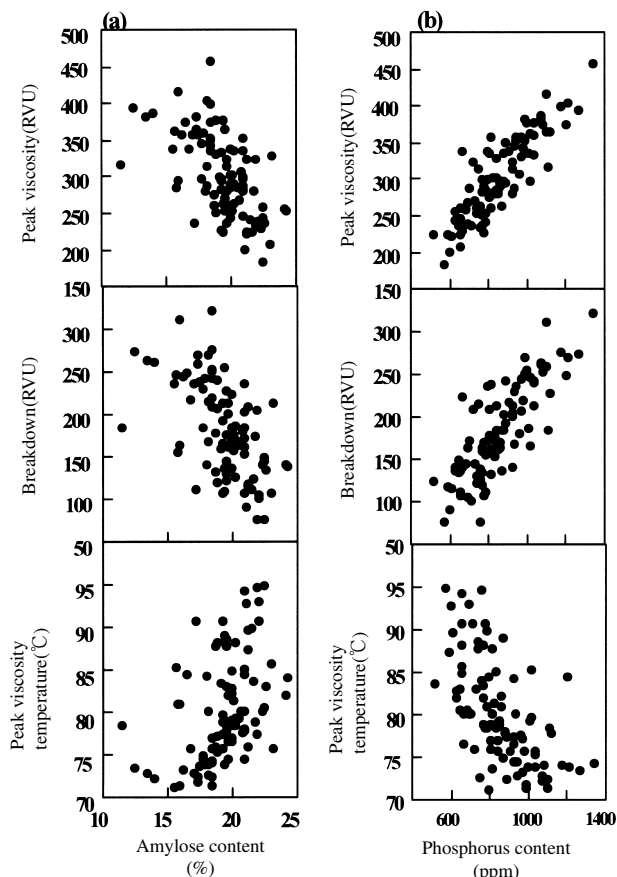 (a) (b)
500 500
450 450
400 400
350 350
300 300
250 250
200 200
150 150
Peak viscosity(RVU) Peak viscosity(RVU)
300 300
250 250
200 200
150 150
100 100
50 50
Breakdown(RVU) Breakdown(RVU)
95 95
90 90
85 85
80 80
75 75
70 70
Peak viscosity Peak viscosity
temperature(℃) temperature(℃)
10 15 20 25 600 800 1000 1400
Amylose content Phosphorus content
(%) (ppm)